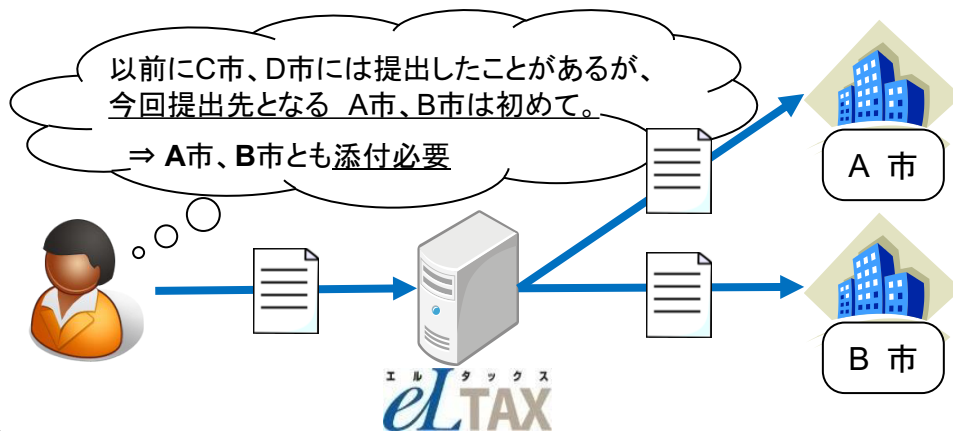 以前にC市、D市には提出したことがあるが、
今回提出先となる　A市、B市は初めて。
⇒ A市、B市とも添付必要
A 市
B 市
エルタックス
eLTAX